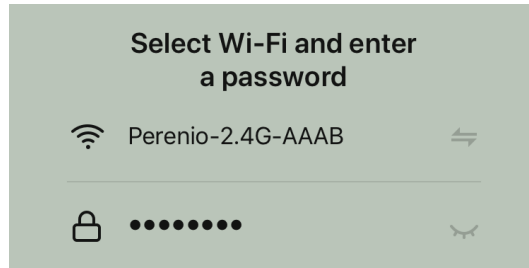 Select Wi-Fi and enter
a password
Perenio-2.4G-AAAB
••••••••